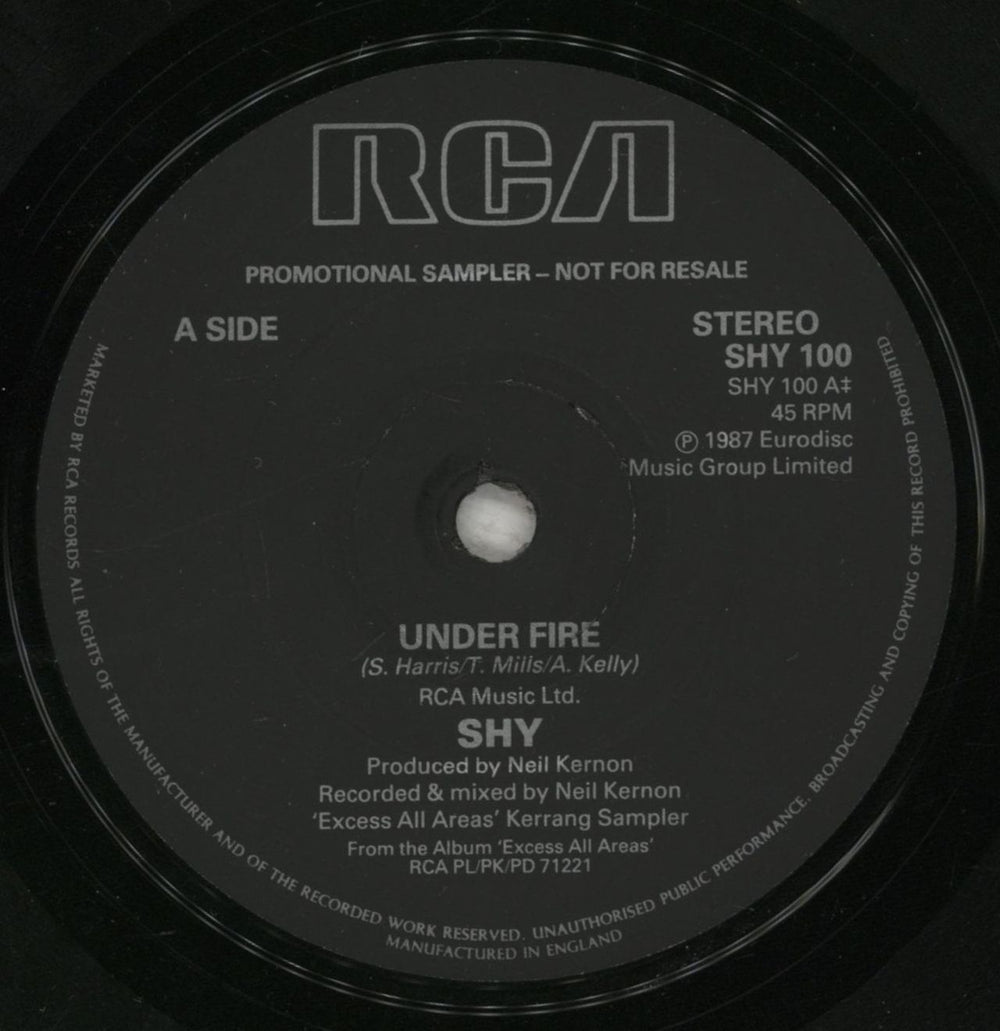 RCA
PROMOTIONAL SAMPLER – NOT FOR RESALE
A SIDE
STEREO
SHY 100
SHY 100 A‡
45 RPM
℗ 1987 Eurodisc
Music Group Limited
UNDER FIRE
(S. Harris/T. Mills/A. Kelly)
RCA Music Ltd.
SHY
Produced by Neil Kernon
Recorded & mixed by Neil Kernon
‘Excess All Areas’ Kerrang Sampler
From the Album ‘Excess All Areas’
RCA PL/PK/PD 71221
MARKETED BY RCA RECORDS ALL RIGHTS OF THE MANUFACTURER AND OF THE RECORDED WORK RESERVED. UNAUTHORISED PUBLIC PERFORMANCE, BROADCASTING AND COPYING OF THIS RECORD PROHIBITED
MANUFACTURED IN ENGLAND